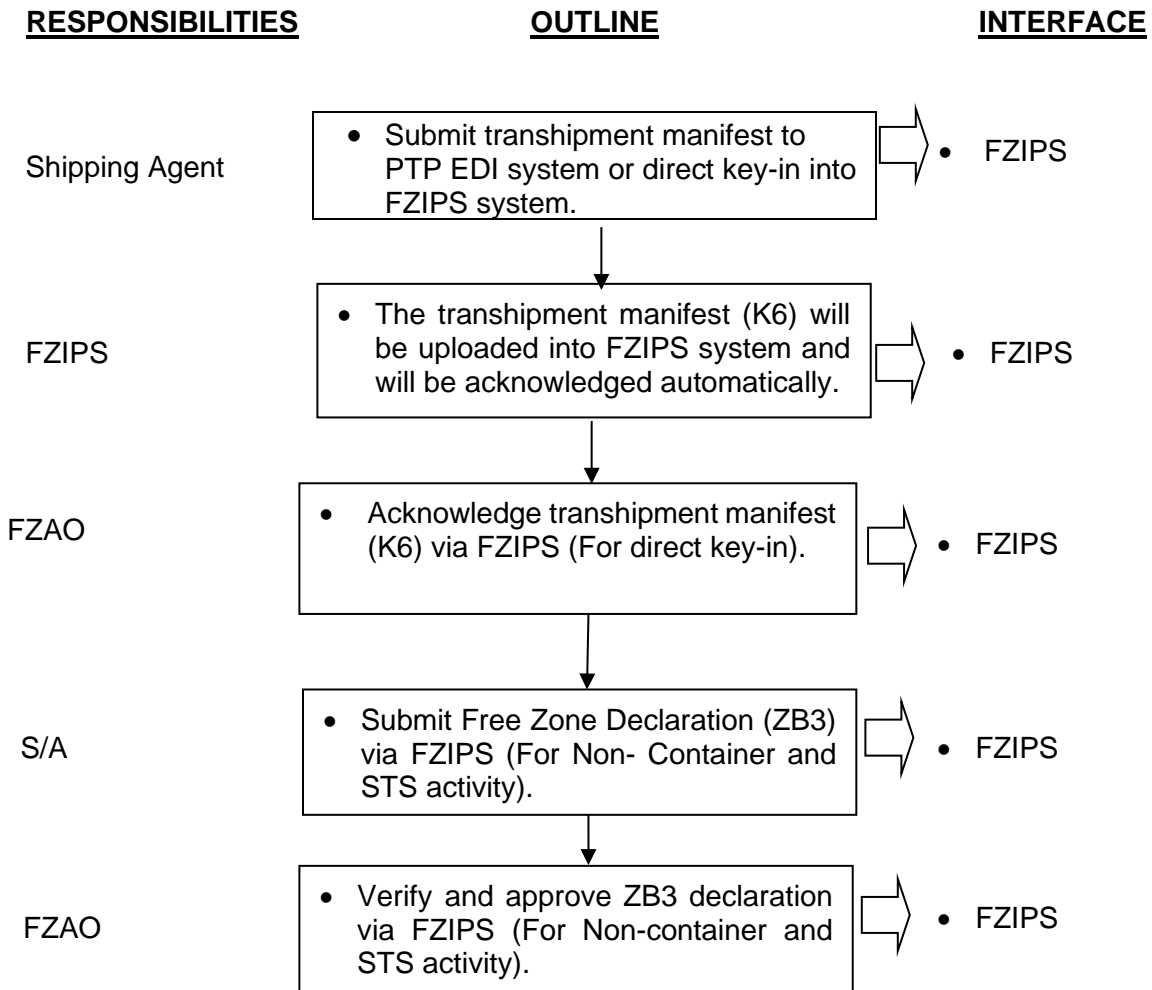 RESPONSIBILITIES OUTLINE INTERFACE
Shipping Agent
• Submit transhipment manifest to
PTP EDI system or direct key-in into
FZIPS system.
• FZIPS
FZIPS
• The transhipment manifest (K6) will
be uploaded into FZIPS system and
will be acknowledged automatically.
• FZIPS
FZAO
• Acknowledge transhipment manifest
(K6) via FZIPS (For direct key-in).
• FZIPS
S/A
• Submit Free Zone Declaration (ZB3)
via FZIPS (For Non- Container and
STS activity).
• FZIPS
FZAO
• Verify and approve ZB3 declaration
via FZIPS (For Non-container and
STS activity).
• FZIPS